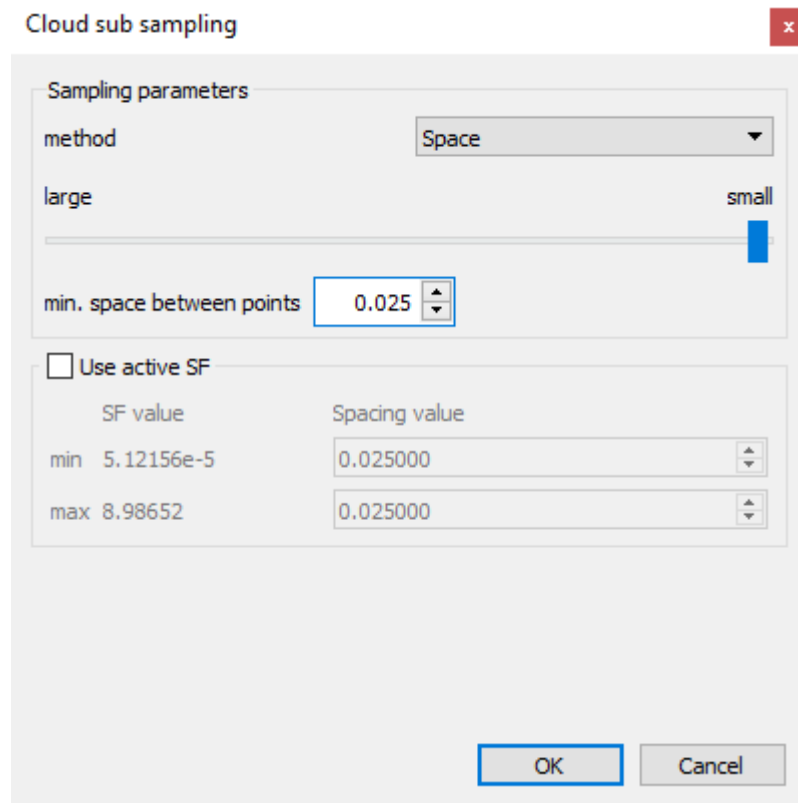 Cloud sub sampling
x
Sampling parameters
method Space
large small
min. space between points 0.025
Use active SF
SF value Spacing value
min 5.12156e-5 0.025000
max 8.98652 0.025000
OK Cancel